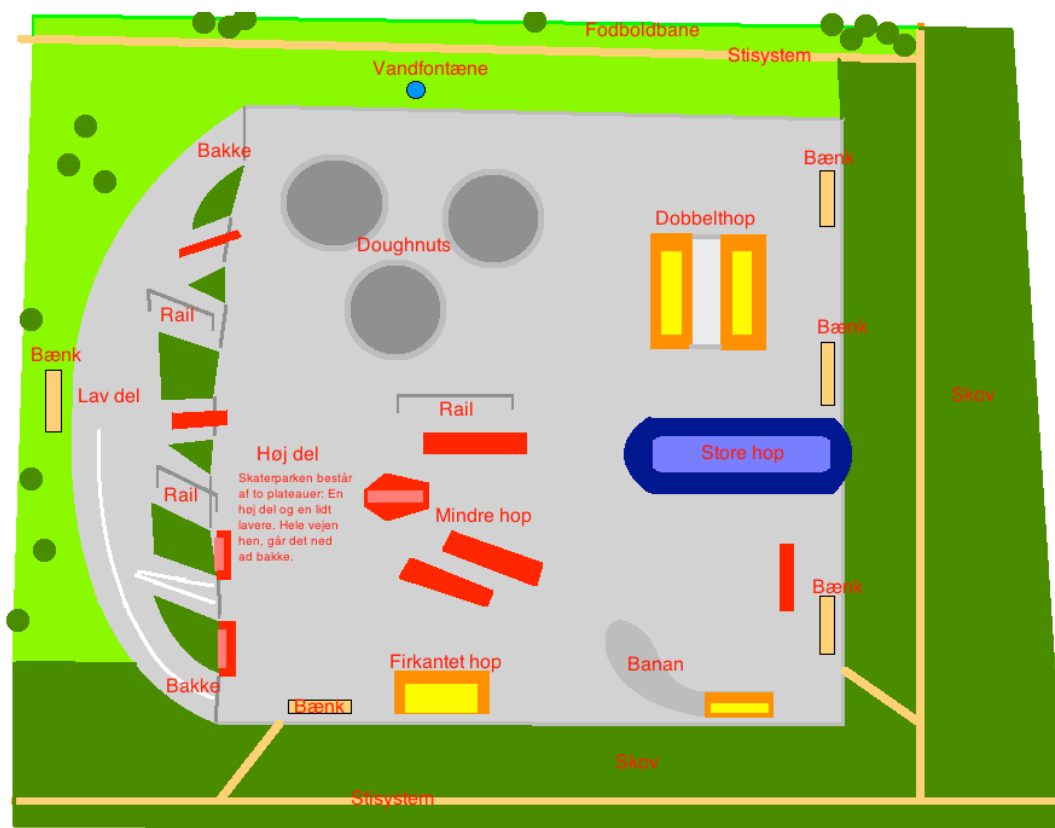 Fodboldbane
Stisystem
Vandfontæne
Bakke
Bænk
Dobbelthop
Doughnuts
Rail
Bænk
Bænk
Lav del
Skov
Rail
Store hop
Høj del
Skaterparken består
af to plateauer: En
høj del og en lidt
lavere. Hele vejen
hen, går det ned
ad bakke.
Rail
Mindre hop
Bænk
Firkantet hop
Banan
Bakke
Bænk
Skov
Stisystem